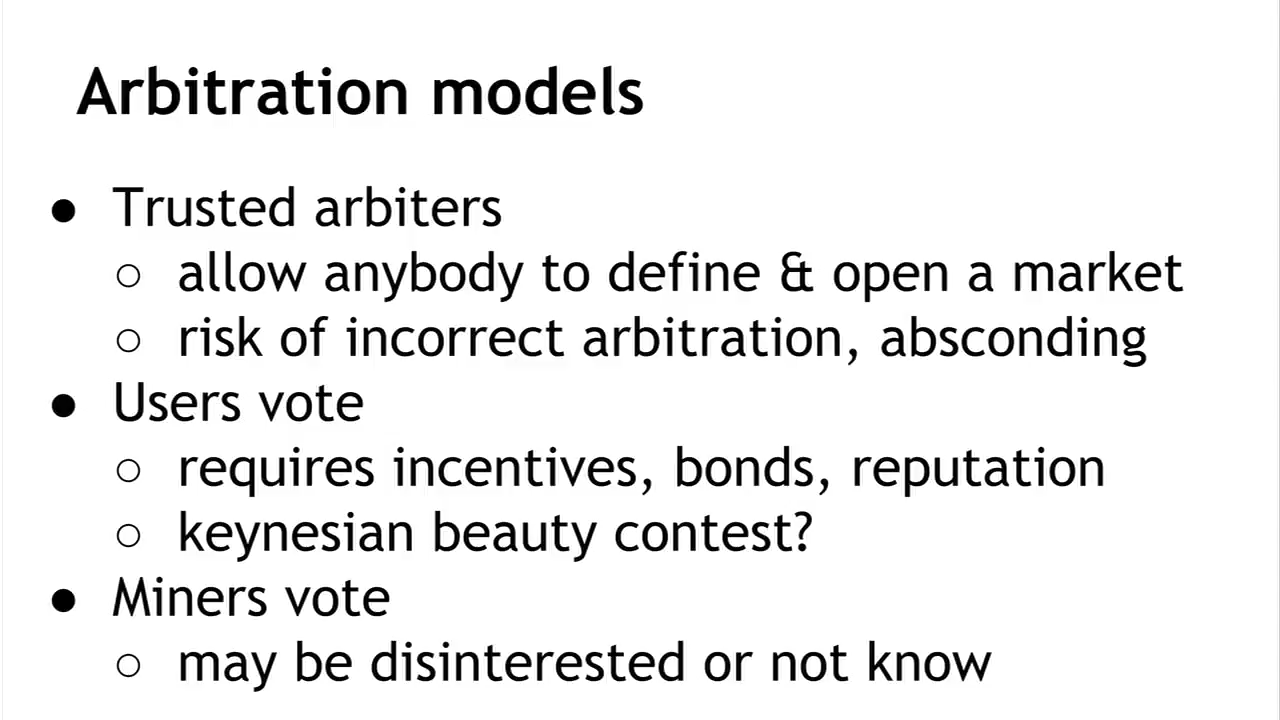 Arbitration models
● Trusted arbiters
○ allow anybody to define & open a market
○ risk of incorrect arbitration, absconding
● Users vote
○ requires incentives, bonds, reputation
○ keynesian beauty contest?
● Miners vote
○ may be disinterested or not know